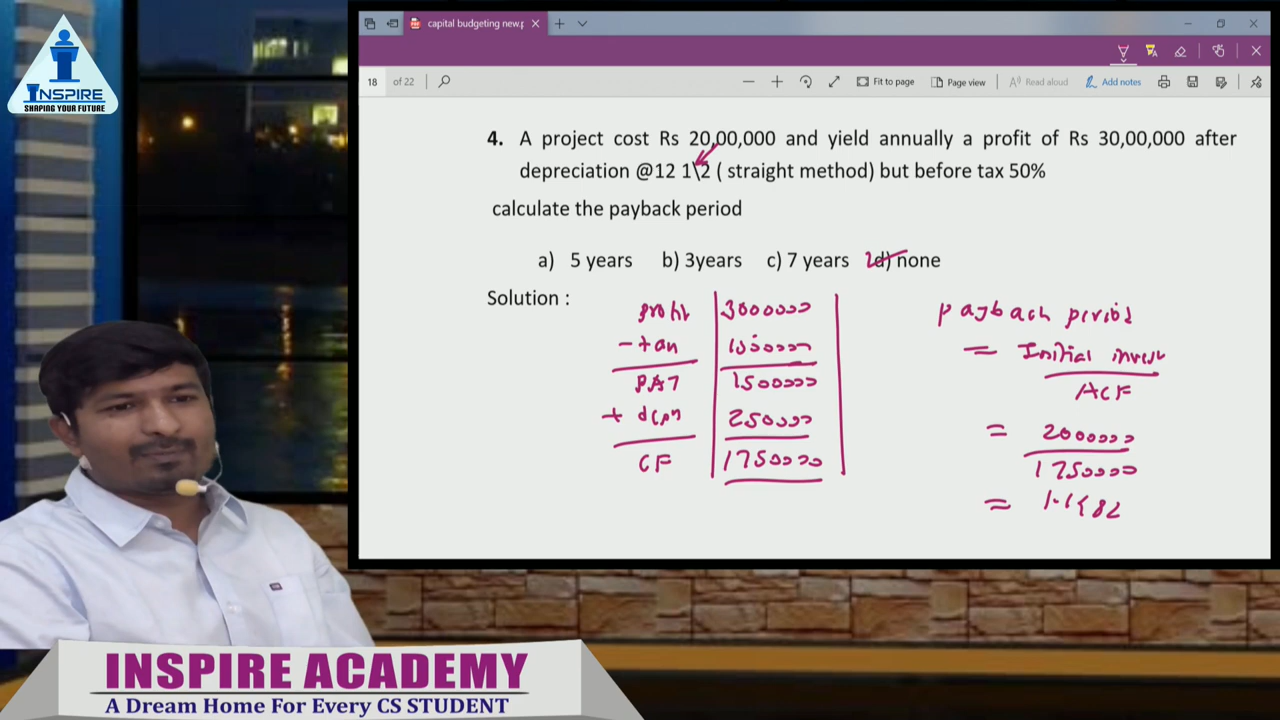 INSPIRE
SHAPING YOUR FUTURE
capital budgeting new.p
18 of 22
Fit to page
Page view
Read aloud
Add notes
4. A project cost Rs 20,00,000 and yield annually a profit of Rs 30,00,000 after
depreciation @12 1\2 ( straight method) but before tax 50%
calculate the payback period
a) 5 years b) 3years c) 7 years d) none
Solution :
profit 3000000
- tax 1500000
PAT 1500000
+ depn 250000
CF 1750000
payback period
= Initial invest
ACF
= 2000000
1750000
=
INSPIRE ACADEMY
A Dream Home For Every CS STUDENT